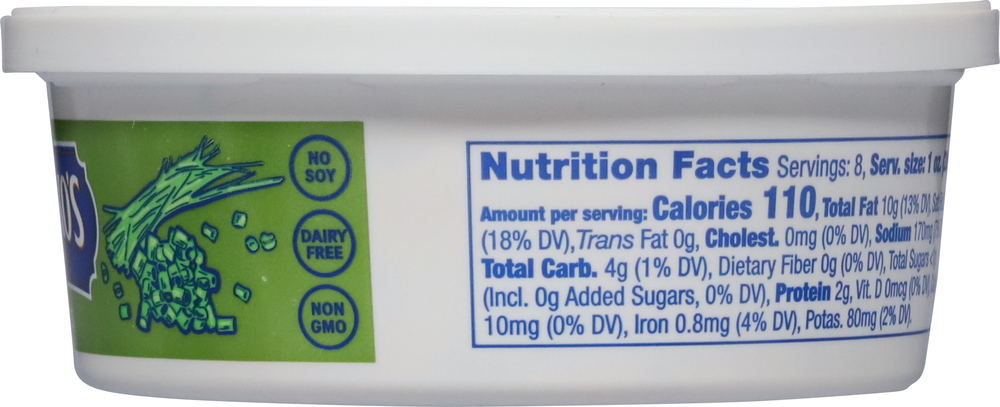 O'S
NO
SOY
DAIRY
FREE
NON
GMO
Nutrition Facts Servings: 8, Serv. size: 1 oz.
Amount per serving: Calories 110, Total Fat 10g (13% DV),
(18% DV), Trans Fat 0g, Cholest. 0mg (0% DV), Sodium 170mg
Total Carb. 4g (1% DV), Dietary Fiber 0g (0% DV), Total Sugars
(Incl. 0g Added Sugars, 0% DV), Protein 2g, Vit. D 0mcg (0% DV),
10mg (0% DV), Iron 0.8mg (4% DV), Potas. 80mg (2% DV).